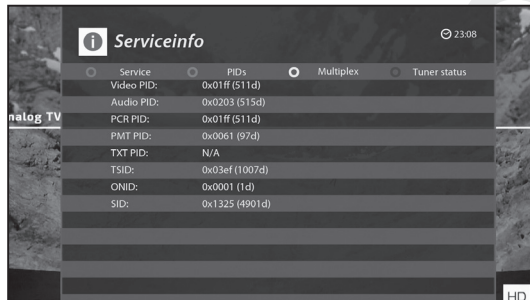 Serviceinfo
23:08
Service PIDs Multiplex Tuner status
Video PID: 0x01ff (511d)
Audio PID: 0x0203 (515d)
nalog TV
PCR PID: 0x01ff (511d)
PMT PID: 0x0061 (97d)
TXT PID: N/A
TSID: 0x03ef (1007d)
ONID: 0x0001 (1d)
SID: 0x1325 (4901d)
HD